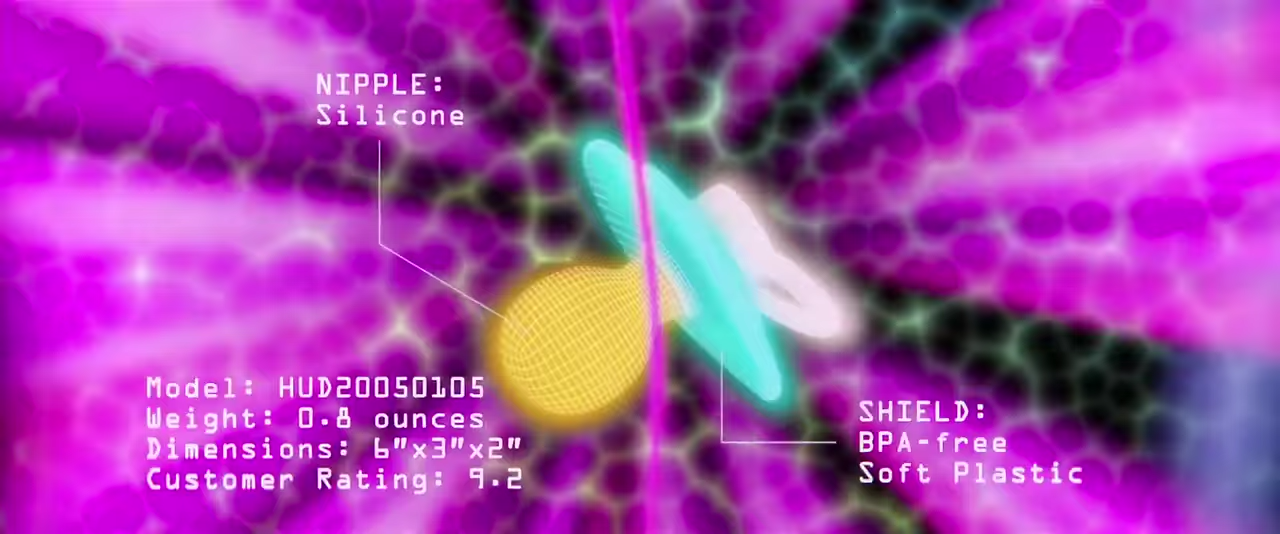 NIPPLE:
Silicone
Model: HUD20050105
Weight: 0.8 ounces
Dimensions: 6"x3"x2"
Customer Rating: 9.2
SHIELD:
BPA-free
Soft Plastic